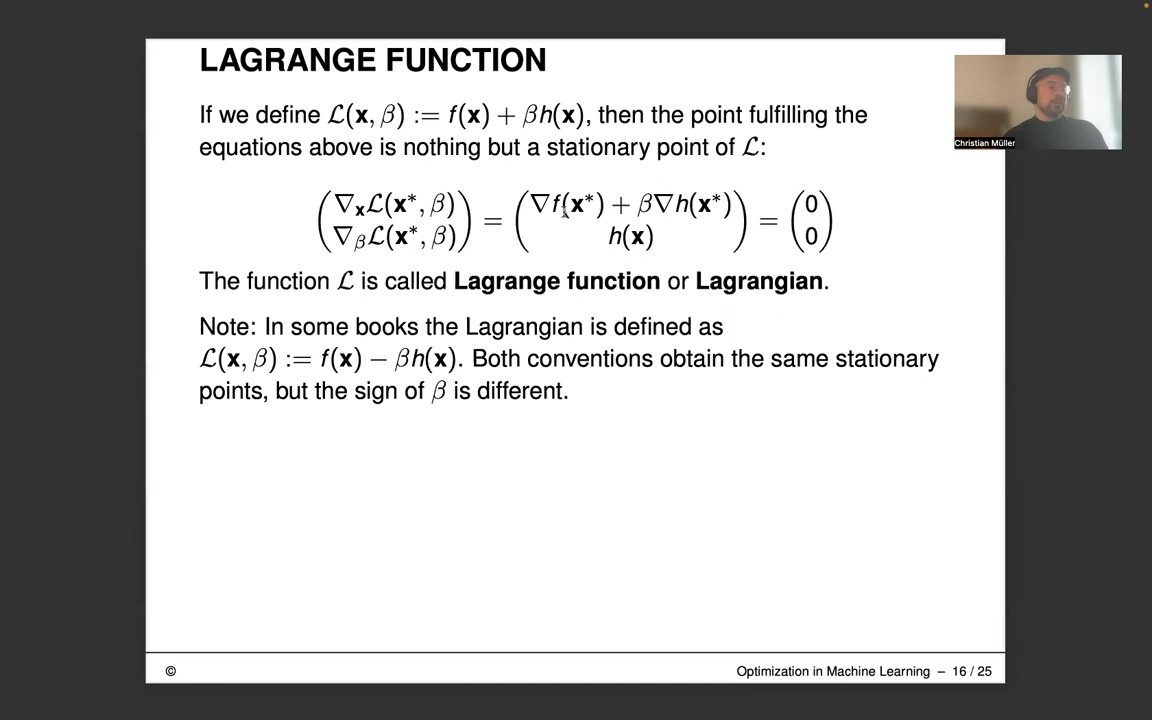 LAGRANGE FUNCTION
If we define ℒ(x, β) := f(x) + βh(x), then the point fulfilling the
equations above is nothing but a stationary point of ℒ:
(∇ₓℒ(x*, β)) = (∇f(x*) + β∇h(x*)) = (0)
(∇_βℒ(x*, β)) = (h(x)) = (0)
The function ℒ is called Lagrange function or Lagrangian.
Note: In some books the Lagrangian is defined as
ℒ(x, β) := f(x) − βh(x). Both conventions obtain the same stationary
points, but the sign of β is different.
Christian Müller
© Optimization in Machine Learning – 16 / 25